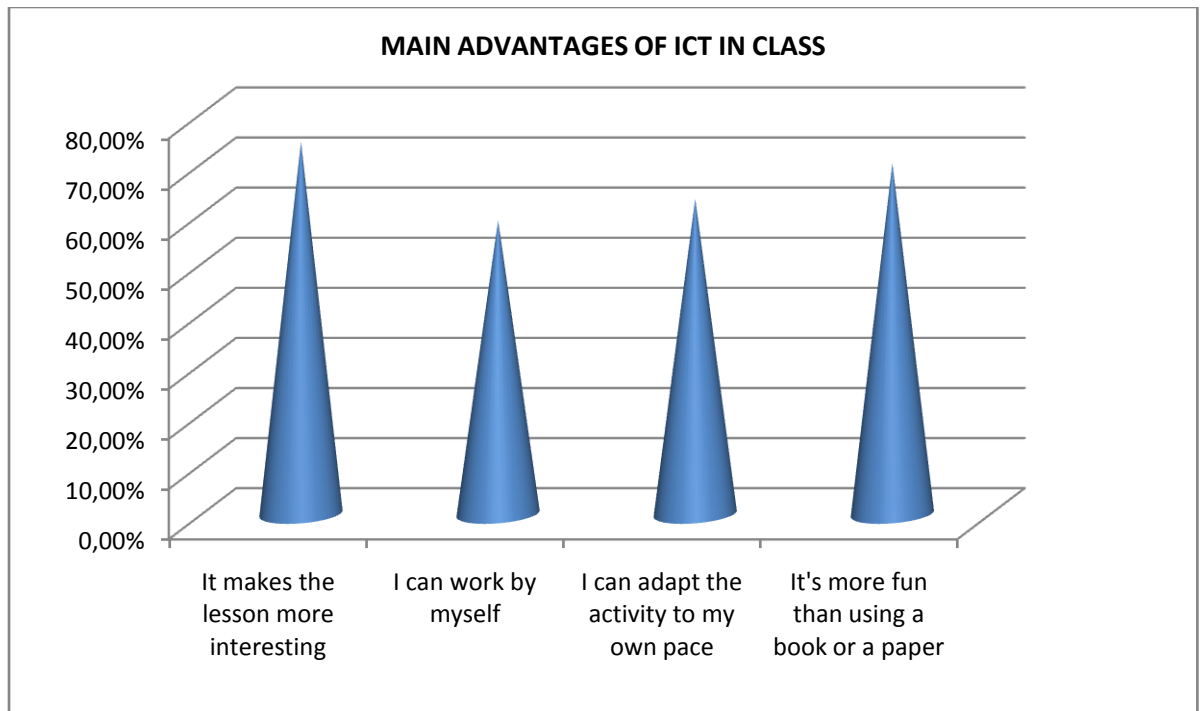 MAIN ADVANTAGES OF ICT IN CLASS
80,00%
70,00%
60,00%
50,00%
40,00%
30,00%
20,00%
10,00%
0,00%
It makes the
lesson more
interesting
I can work by
myself
I can adapt the
activity to my
own pace
It's more fun
than using a
book or a paper